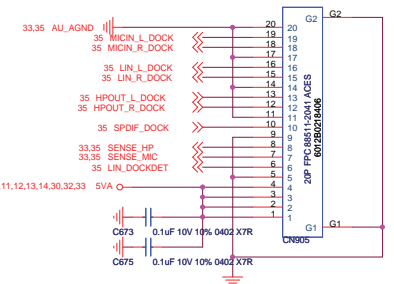 G2 G2
33,35 AU_AGND 20 20
35 MICIN_L_DOCK 19 19
35 MICIN_R_DOCK 18 18
17 17
35 LIN_L_DOCK 16 16
35 LIN_R_DOCK 15 15
14 14
35 HPOUT_L_DOCK 13 13
35 HPOUT_R_DOCK 12 12
11 11
35 SPDIF_DOCK 10 10
9 9
33,35 SENSE_HP 8 8
33,35 SENSE_MIC 7 7
35 LIN_DOCKDET 6 6
5 5
11,12,13,14,30,32,33 5VA 4 4
3 3
2 2
1 1
20P FPC 88511-2041 ACES
6012B0218406
G1 G1
CN905
C673 0.1uF 10V 10% 0402 X7R
C675 0.1uF 10V 10% 0402 X7R